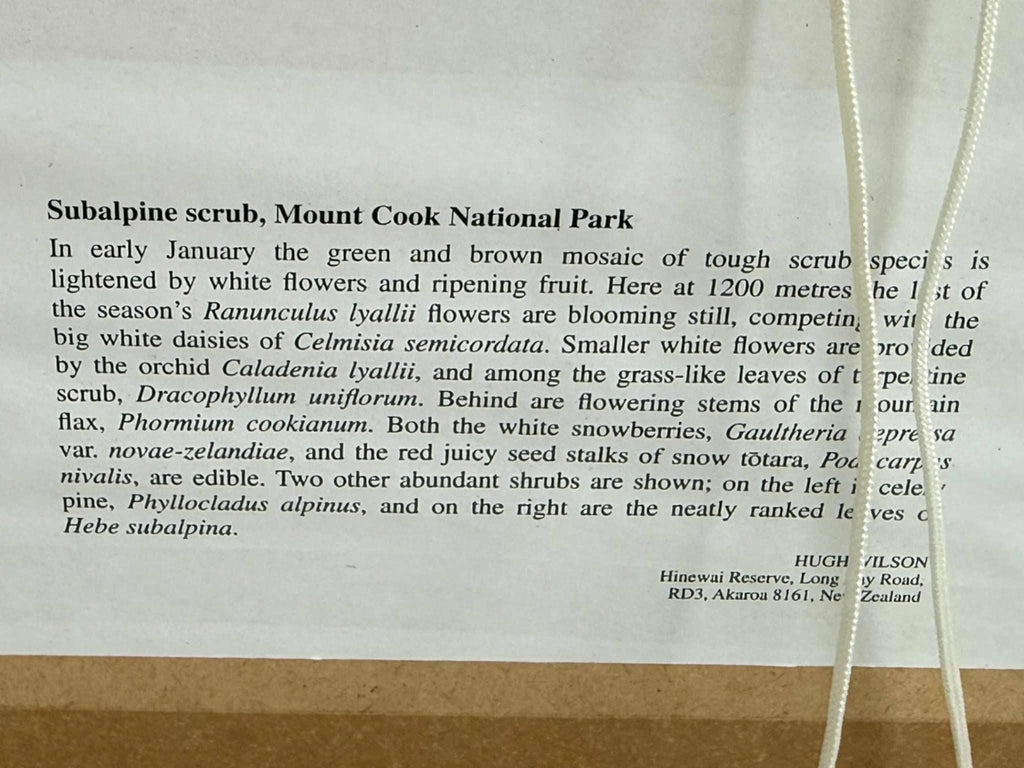 Subalpine scrub, Mount Cook National Park
In early January the green and brown mosaic of tough scrub species is
lightened by white flowers and ripening fruit. Here at 1200 metres the last of
the season's Ranunculus lyallii flowers are blooming still, competing with the
big white daisies of Celmisia semicordata. Smaller white flowers are provided
by the orchid Caladenia lyallii, and among the grass-like leaves of turpentine
scrub, Dracophyllum uniflorum. Behind are flowering stems of the mountain
flax, Phormium cookianum. Both the white snowberries, Gaultheria depressa
var. novae-zelandiae, and the red juicy seed stalks of snow tōtara, Podocarpus
nivalis, are edible. Two other abundant shrubs are shown; on the left is celery
pine, Phyllocladus alpinus, and on the right are the neatly ranked leaves of
Hebe subalpina.
HUGH WILSON
Hinewai Reserve, Long Bay Road,
RD3, Akaroa 8161, New Zealand